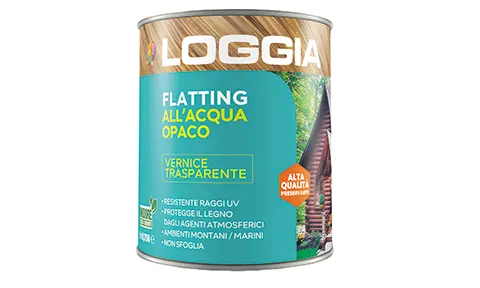 LOGGIA
FLATTING
ALL'ACQUA
OPACO
VERNICE
TRASPARENTE
ALTA
QUALITÀ
PRESERVANTE
• RESISTENTE RAGGI UV
• PROTEGGE IL LEGNO
DAGLI AGENTI ATMOSFERICI
• AMBIENTI MONTANI / MARINI
• NON SFOGLIA